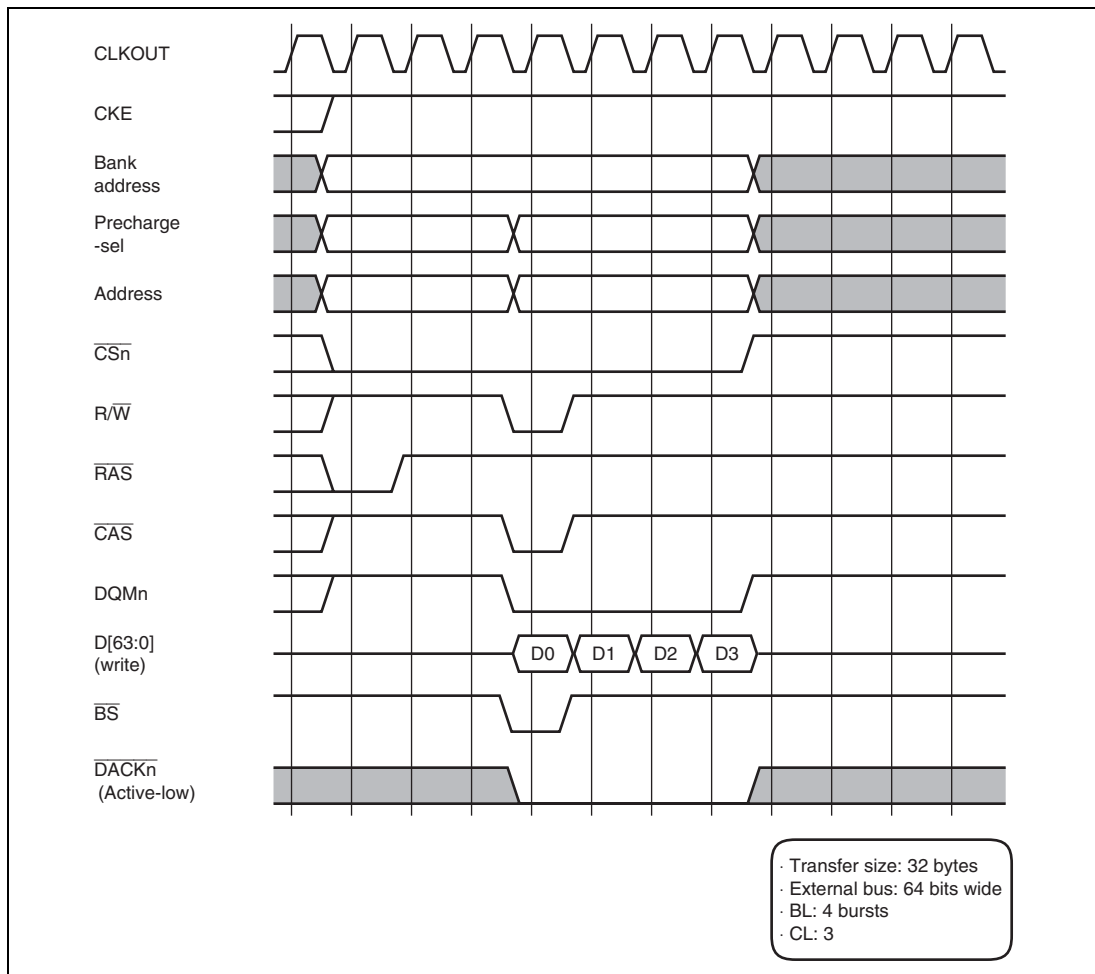 CLKOUT
CKE
Bank
address
Precharge
-sel
Address
CSn
R/W
RAS
CAS
DQMn
D[63:0]
(write)
D0 D1 D2 D3
BS
DACKn
(Active-low)
· Transfer size: 32 bytes
· External bus: 64 bits wide
· BL: 4 bursts
· CL: 3